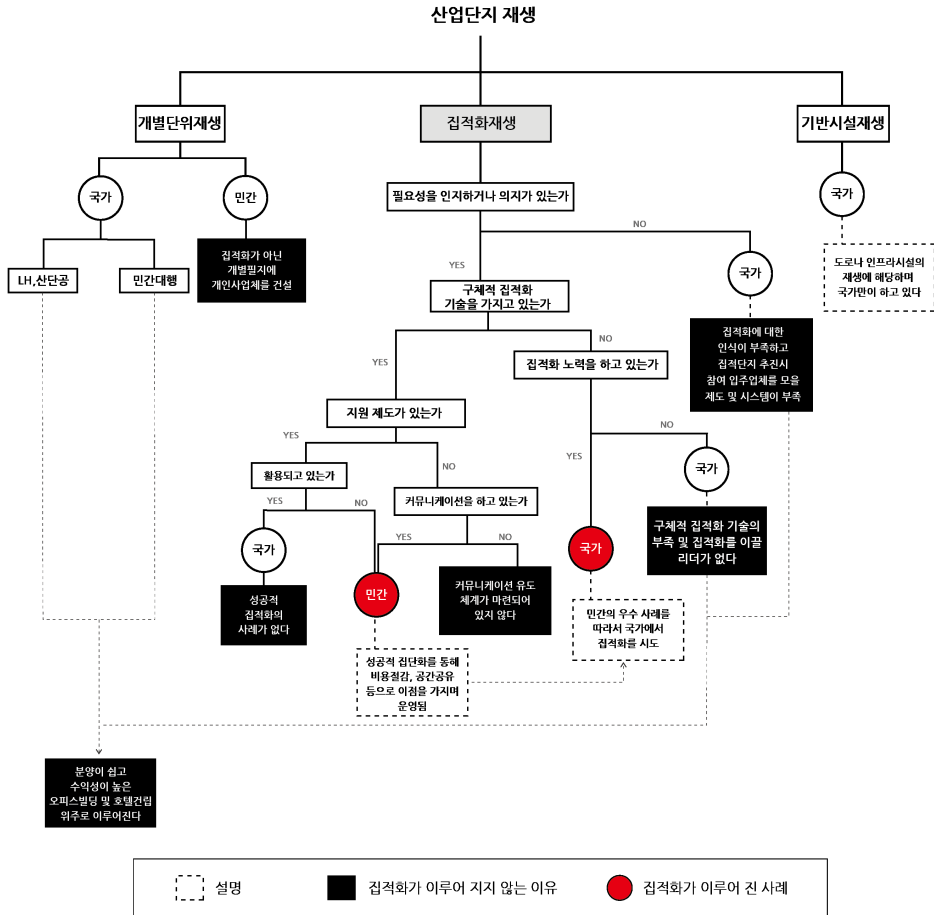 산업단지 재생
개별단위재생
집적화재생
기반시설재생
국가
민간
필요성을 인지하거나 의지가 있는가
국가
NO
집적화가 아닌
개별필지에
개인사업체를 건설
LH,산단공
민간대행
YES
국가
도로나 인프라시설의
재생에 해당하며
국가만이 하고 있다
구체적 집적화
기술을 가지고 있는가
집적화에 대한
인식이 부족하고
집적단지 추진시
참여 입주업체를 모을
제도 및 시스템이 부족
YES
NO
집적화 노력을 하고 있는가
지원 제도가 있는가
YES
NO
YES
NO
국가
활용되고 있는가
커뮤니케이션을 하고 있는가
YES
NO
YES
NO
국가
민간
국가
구체적 집적화 기술의
부족 및 집적화를 이끌
리더가 없다
성공적
집적화의
사례가 없다
커뮤니케이션 유도
체계가 마련되어
있지 않다
민간의 우수 사례를
따라서 국가에서
집적화를 시도
성공적 집단화를 통해
비용절감, 공간공유
등으로 이점을 가지며
운영됨
분양이 쉽고
수익성이 높은
오피스빌딩 및 호텔건립
위주로 이루어진다
설명
집적화가 이루어 지지 않는 이유
집적화가 이루어 진 사례